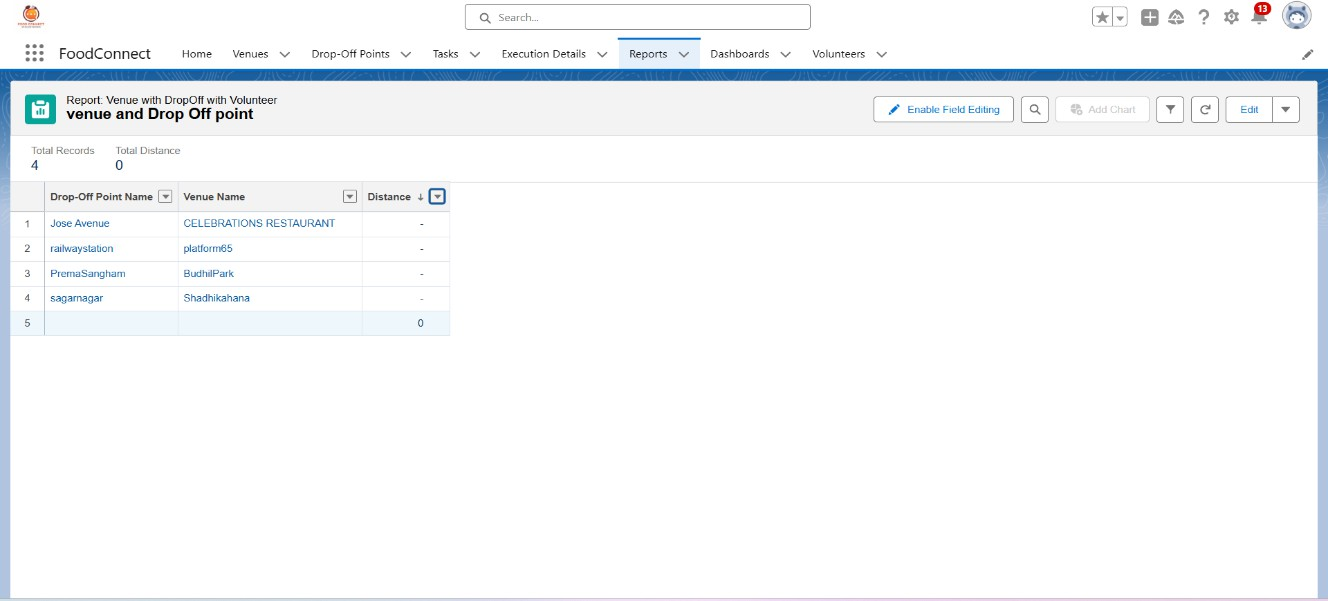 Search...
13
FoodConnect Home Venues Drop-Off Points Tasks Execution Details Reports Dashboards Volunteers
Report: Venue with DropOff with Volunteer
venue and Drop Off point
Enable Field Editing Add Chart Edit
Total Records Total Distance
4 0
Drop-Off Point Name Venue Name Distance ↓
1 Jose Avenue CELEBRATIONS RESTAURANT -
2 railwaystation platform65 -
3 PremaSangham BudhilPark -
4 sagarnagar Shadhikahana -
5 0